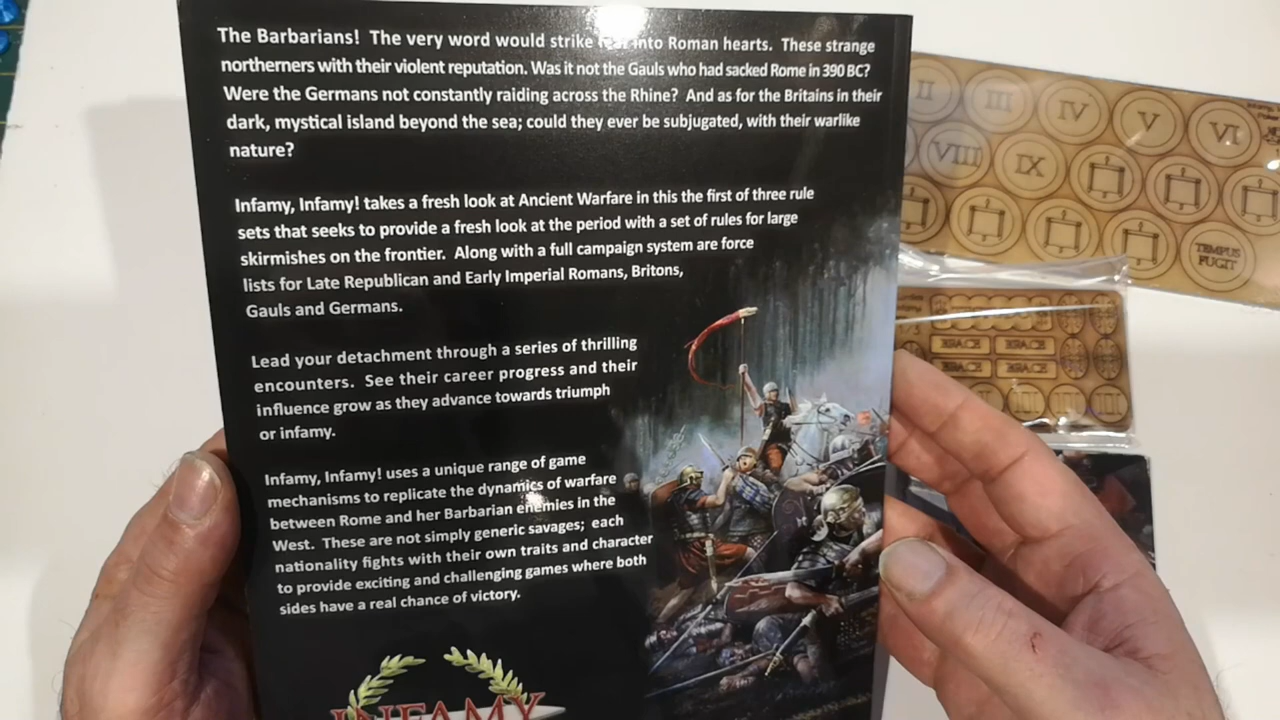 The Barbarians! The very word would strike fear into Roman hearts. These strange
northerners with their violent reputation. Was it not the Gauls who had sacked Rome in 390 BC?
Were the Germans not constantly raiding across the Rhine? And as for the Britains in their
dark, mystical island beyond the sea; could they ever be subjugated, with their warlike
nature?
Infamy, Infamy! takes a fresh look at Ancient Warfare in this the first of three rule
sets that seeks to provide a fresh look at the period with a set of rules for large
skirmishes on the frontier. Along with a full campaign system are force
lists for Late Republican and Early Imperial Romans, Britons,
Gauls and Germans.
Lead your detachment through a series of thrilling
encounters. See their career progress and their
influence grow as they advance towards triumph
or infamy.
Infamy, Infamy! uses a unique range of game
mechanisms to replicate the dynamics of warfare
between Rome and her Barbarian enemies in the
West. These are not simply generic savages; each
nationality fights with their own traits and character
to provide exciting and challenging games where both
sides have a real chance of victory.
INFAMY
II III IV V VI
VIII IX
TEMPUS
FUGIT